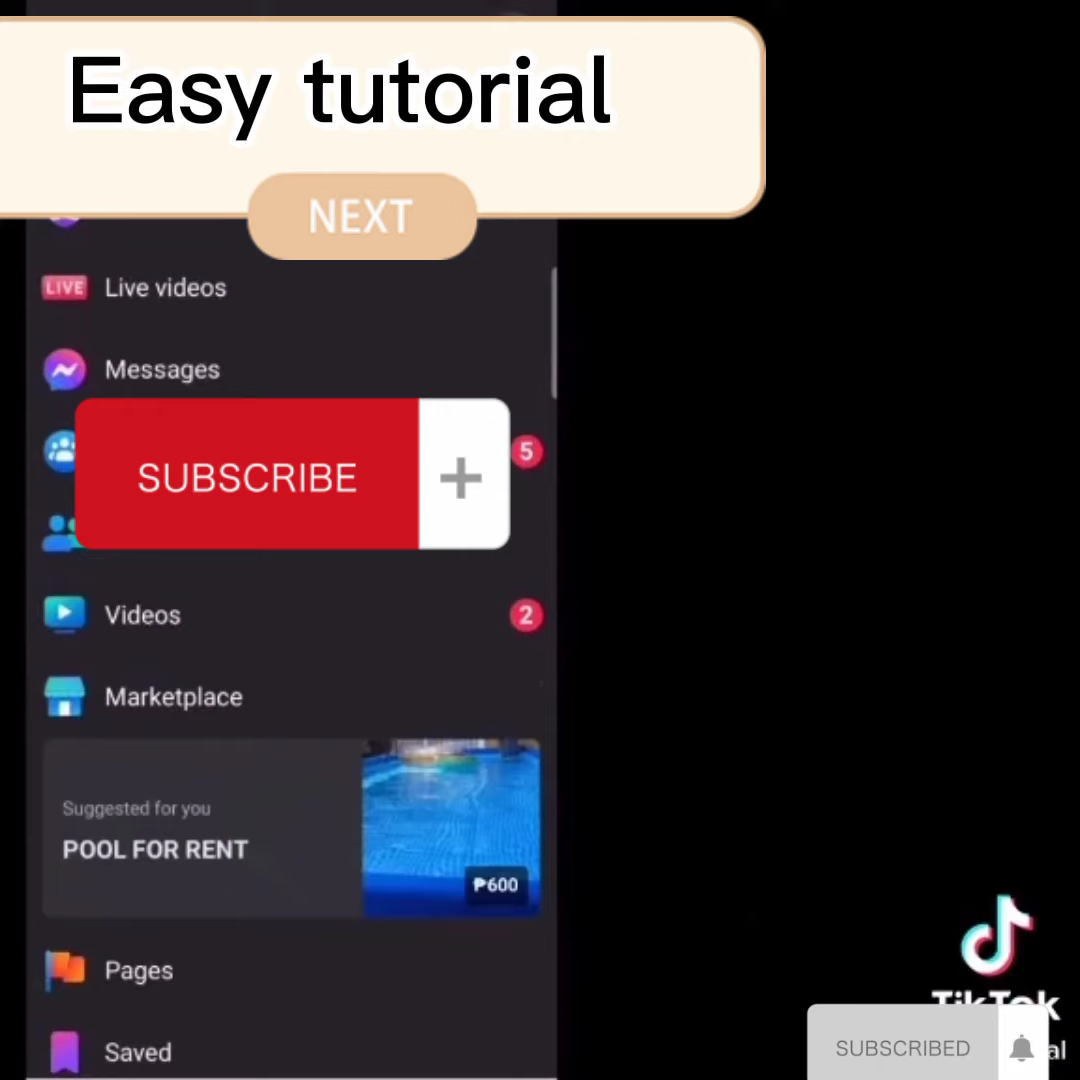 Easy tutorial
NEXT
LIVE Live videos
Messages
5
SUBSCRIBE +
Videos 2
Marketplace
Suggested for you
POOL FOR RENT
₱600
Pages
TikTok
Saved
SUBSCRIBED